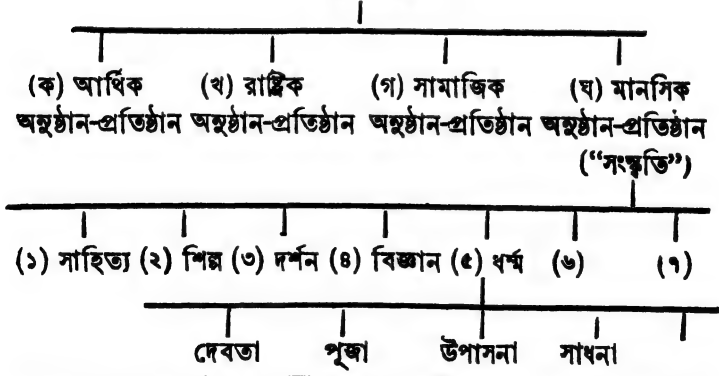 (ক) আর্থিক (খ) রাষ্ট্রিক (গ) সামাজিক (ঘ) মানসিক
অনুষ্ঠান-প্রতিষ্ঠান অনুষ্ঠান-প্রতিষ্ঠান অনুষ্ঠান-প্রতিষ্ঠান অনুষ্ঠান-প্রতিষ্ঠান
(“সংস্কৃতি”)
(১) সাহিত্য (২) শিল্প (৩) দর্শন (৪) বিজ্ঞান (৫) ধর্ম্ম (৬) (৭)
দেবতা পূজা উপাসনা সাধনা